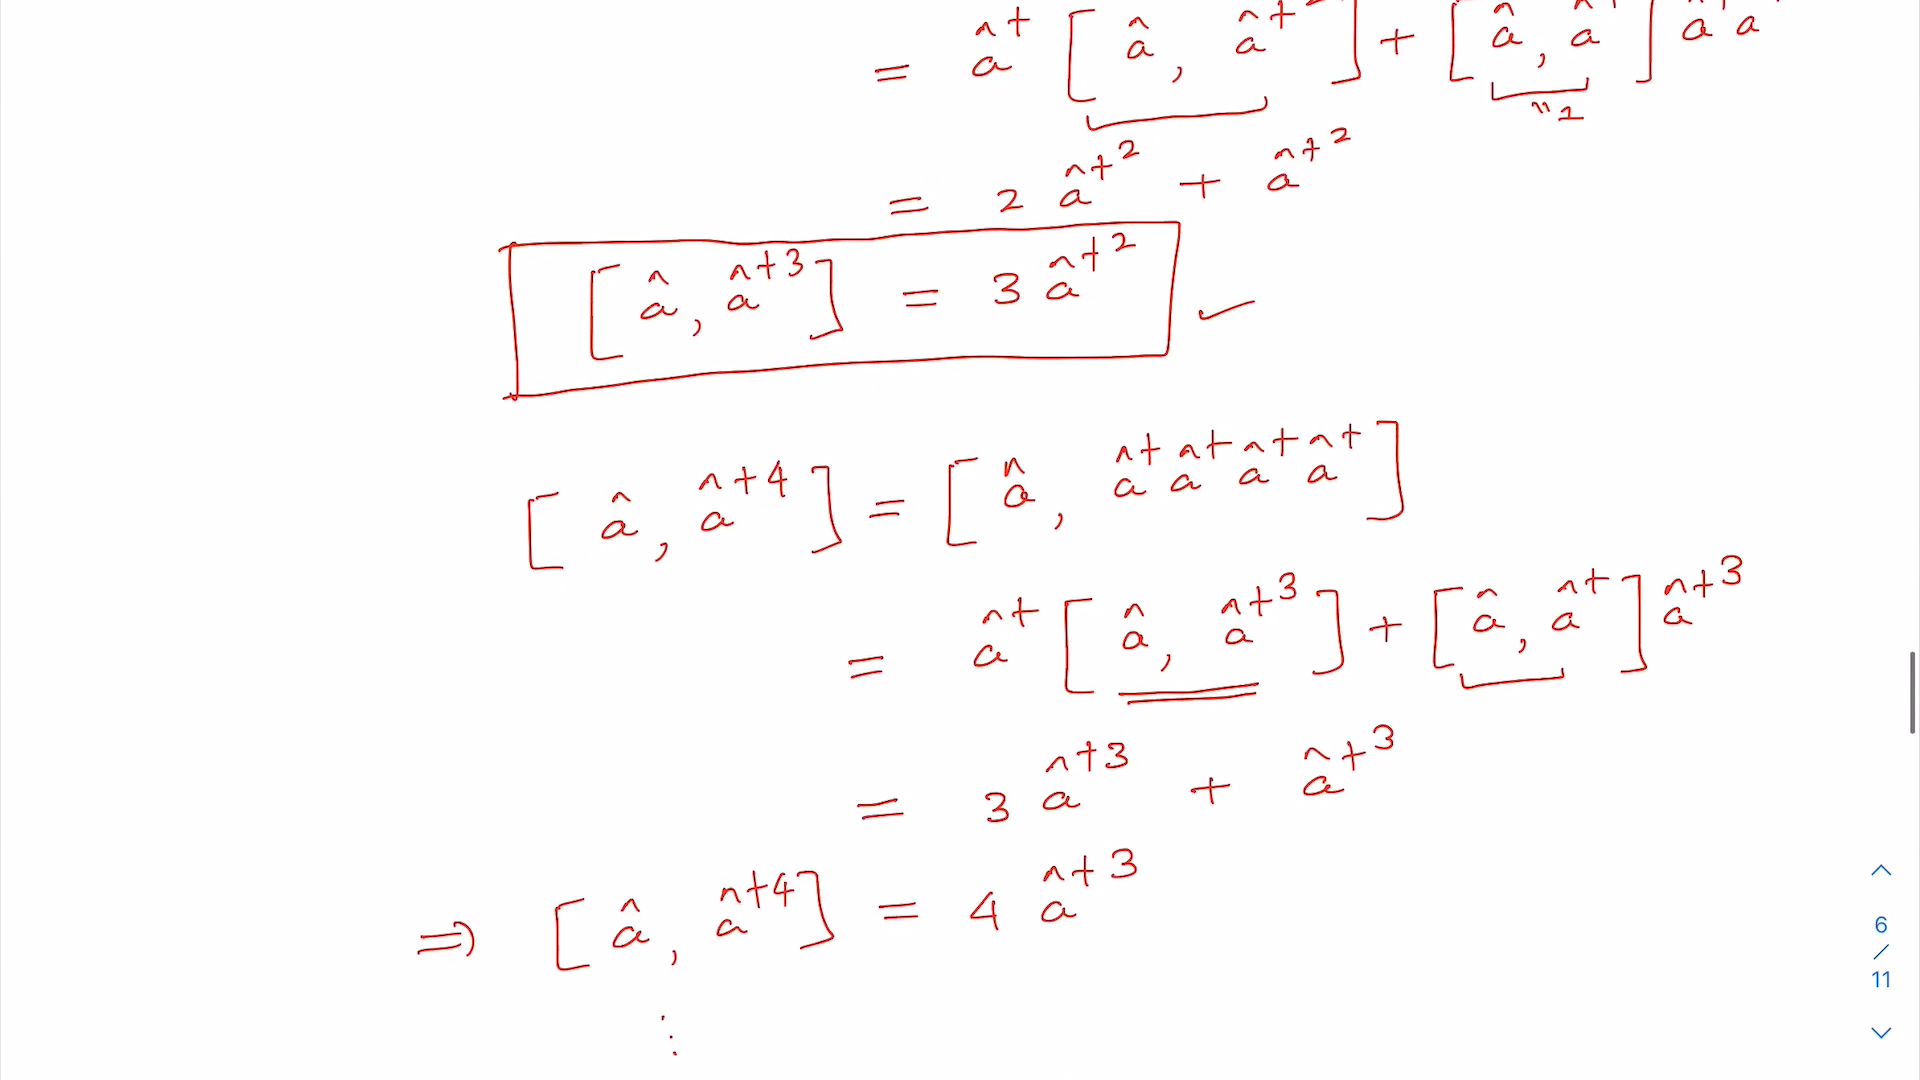 = â† [ â , â†² ] + [ â , â† ] â† â†
"1
= 2 â†² + â†²
[ â , â†³ ] = 3 â†² ✓
[ â , â†⁴ ] = [ â , â† â† â† â† ]
= â† [ â , â†³ ] + [ â , â† ] â†³
= 3 â†³ + â†³
⇒ [ â , â†⁴ ] = 4 â†³
⋮
6
/
11